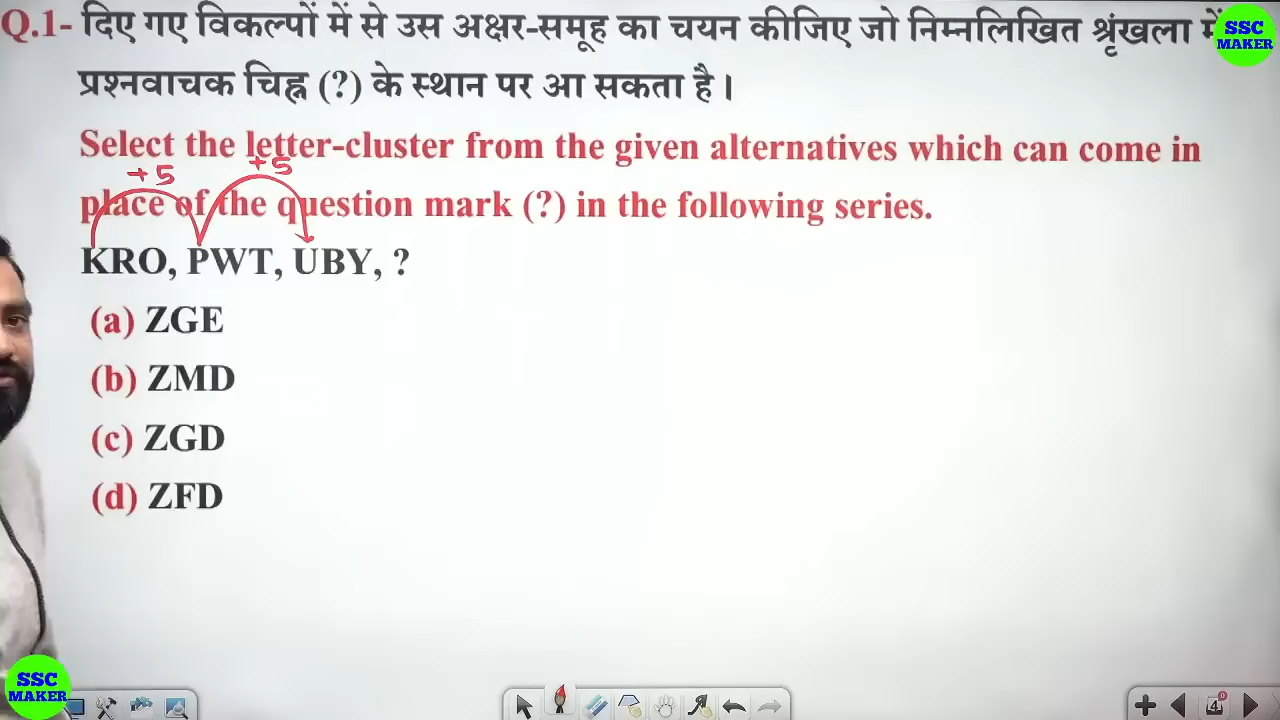 Q.1- दिए गए विकल्पों में से उस अक्षर-समूह का चयन कीजिए जो निम्नलिखित श्रृंखला में
SSC
MAKER
प्रश्नवाचक चिह्न (?) के स्थान पर आ सकता है।
Select the letter-cluster from the given alternatives which can come in
+5
+5
place of the question mark (?) in the following series.
KRO, PWT, UBY, ?
(a) ZGE
(b) ZMD
(c) ZGD
(d) ZFD
SSC
MAKER
4
0